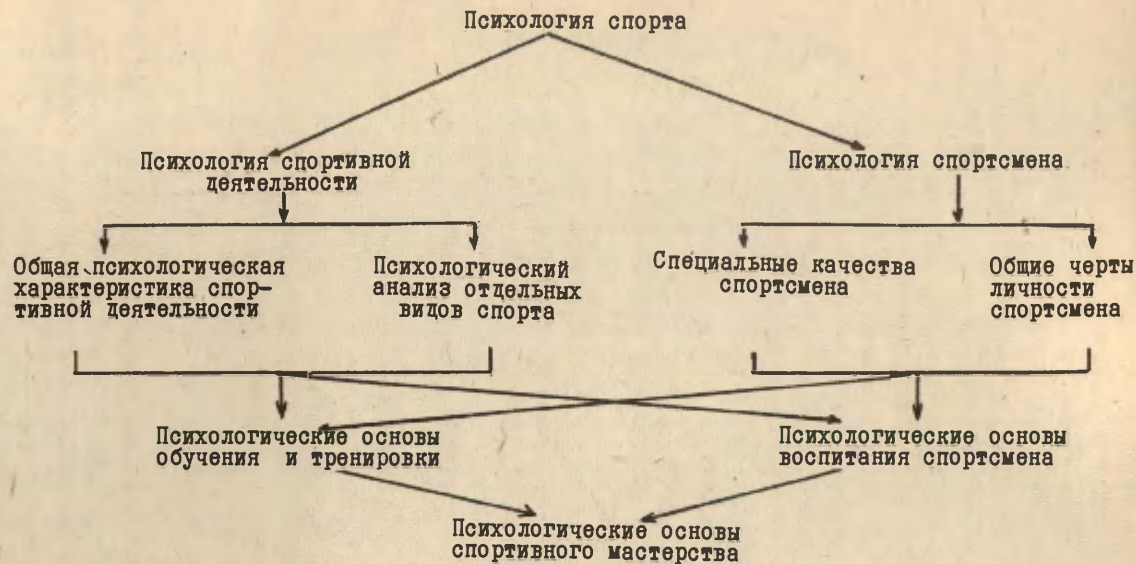 Психология спорта
Психология спортивной
деятельности
Психология спортсмена
Общая психологическая
характеристика спор-
тивной деятельности
Психологический
анализ отдельных
видов спорта
Специальные качества
спортсмена
Общие черты
личности
спортсмена
Психологические основы
обучения и тренировки
Психологические основы
воспитания спортсмена
Психологические основы
спортивного мастерства